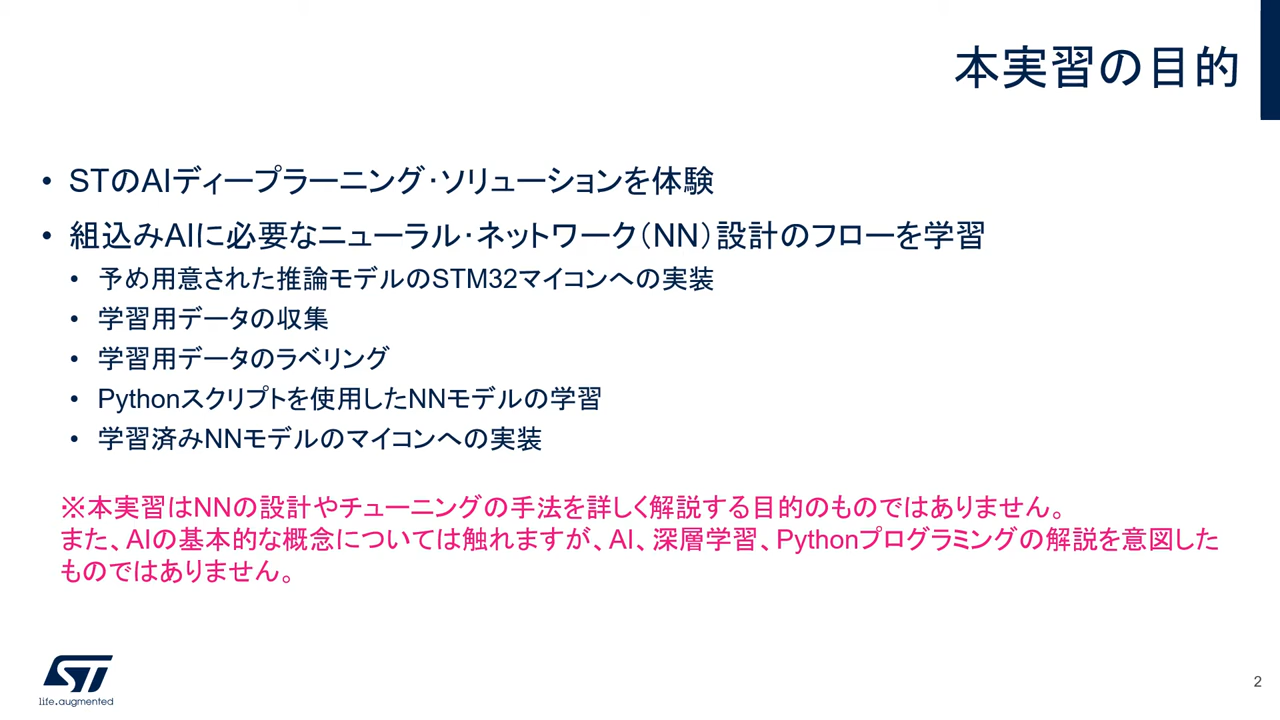 本実習の目的
• STのAIディープラーニング・ソリューションを体験
• 組込みAIに必要なニューラル・ネットワーク（NN）設計のフローを学習
• 予め用意された推論モデルのSTM32マイコンへの実装
• 学習用データの収集
• 学習用データのラベリング
• Pythonスクリプトを使用したNNモデルの学習
• 学習済みNNモデルのマイコンへの実装
※本実習はNNの設計やチューニングの手法を詳しく解説する目的のものではありません。
また、AIの基本的な概念については触れますが、AI、深層学習、Pythonプログラミングの解説を意図した
ものではありません。
ST
life.augmented
2